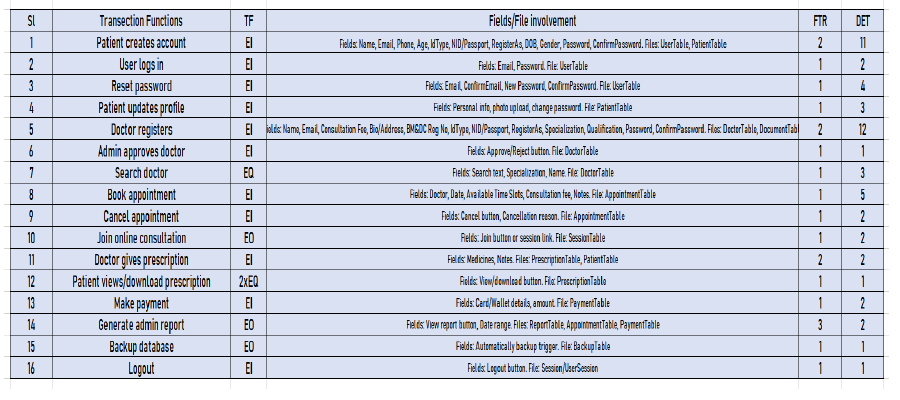 Sl Transection Functions TF Fields/File involvement FTR DET
1 Patient creates account EI Fields: Name, Email, Phone, Age, IdType, NID/Passport, RegisterAs, DOB, Gender, Password, ConfirmPassword. Files: UserTable, PatientTable 2 11
2 User logs in EI Fields: Email, Password. File: UserTable 1 2
3 Reset password EI Fields: Email, ConfirmEmail, New Password, ConfirmPassword. File: UserTable 1 4
4 Patient updates profile EI Fields: Personal info, photo upload, change password. File: PatientTable 1 3
5 Doctor registers EI ields: Name, Email, Consultation Fee, Bio/Address, BM&DC Reg No, IdType, NID/Passport, RegisterAs, Specialization, Qualification, Password, ConfirmPassword. Files: DoctorTable, DocumentTabl 2 12
6 Admin approves doctor EI Fields: Approve/Reject button. File: DoctorTable 1 1
7 Search doctor EQ Fields: Search text, Specialization, Name. File: DoctorTable 1 3
8 Book appointment EI Fields: Doctor, Date, Available Time Slots, Consultation fee, Notes. File: AppointmentTable 1 5
9 Cancel appointment EI Fields: Cancel button, Cancellation reason. File: AppointmentTable 1 2
10 Join online consultation EO Fields: Join button or session link. File: SessionTable 1 2
11 Doctor gives prescription EI Fields: Medicines, Notes. Files: PrescriptionTable, PatientTable 2 2
12 Patient views/download prescription 2xEQ Fields: View/download button. File: PrescriptionTable 1 1
13 Make payment EI Fields: Card/Wallet details, amount. File: PaymentTable 1 2
14 Generate admin report EO Fields: View report button, Date range. Files: ReportTable, AppointmentTable, PaymentTable 3 2
15 Backup database EO Fields: Automatically backup trigger. File: BackupTable 1 1
16 Logout EI Fields: Logout button. File: Session/UserSession 1 1